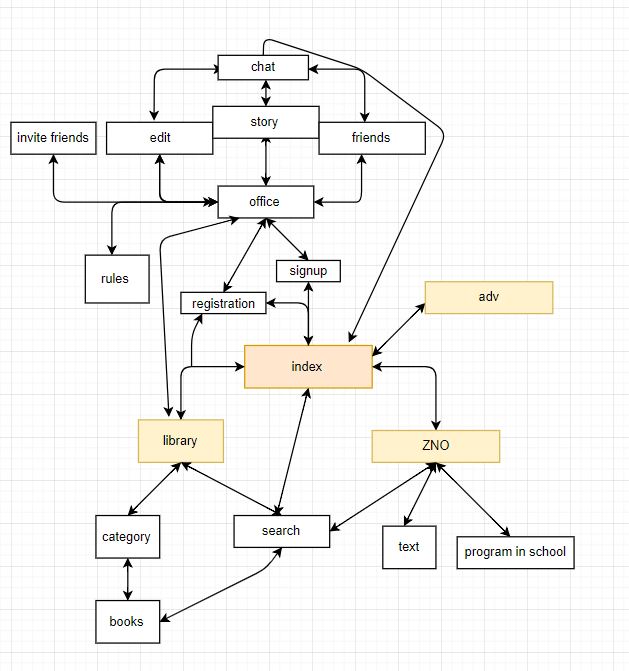 chat
story
invite friends
edit
friends
office
rules
signup
registration
adv
index
library
ZNO
category
search
text
program in school
books